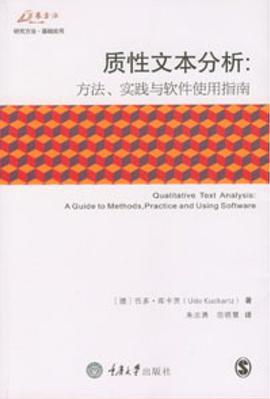 万卷方法
研究方法·基础应用
质性文本分析:
方法、实践与软件使用指南
Qualitative Text Analysis:
A Guide to Methods,Practice and Using Software
［德］伍多·库卡茨（Udo Kuckartz） 著
朱志勇 范晓慧 译
重庆大学出版社
SAGE